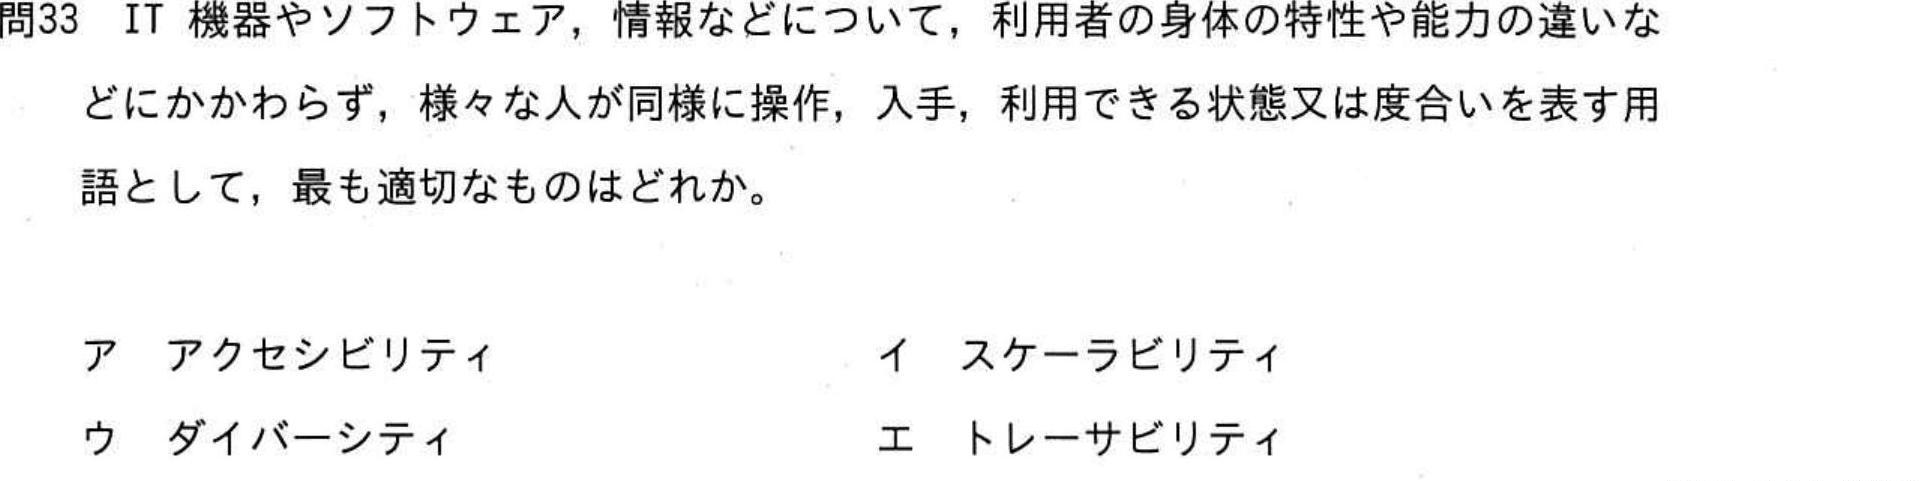 問33 IT 機器やソフトウェア，情報などについて，利用者の身体の特性や能力の違いな
どにかかわらず，様々な人が同様に操作，入手，利用できる状態又は度合いを表す用
語として，最も適切なものはどれか。
ア アクセシビリティ イ スケーラビリティ
ウ ダイバーシティ エ トレーサビリティ